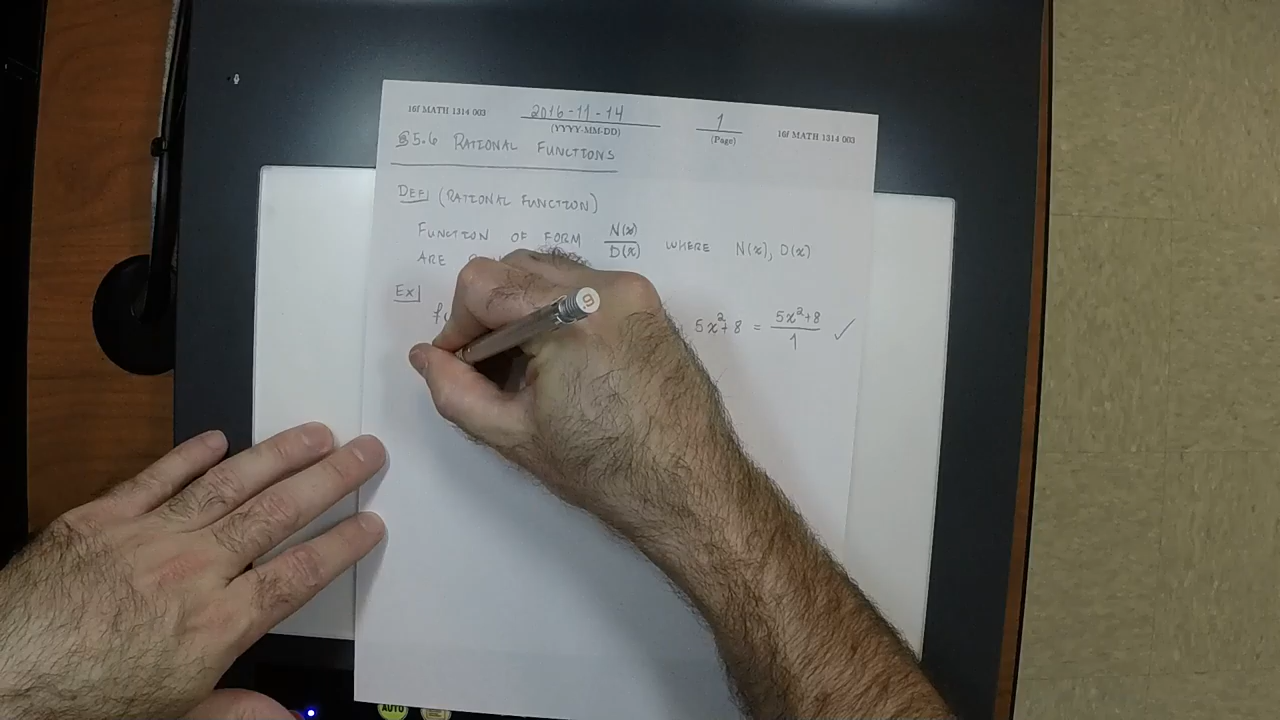 16f MATH 1314 003 2016-11-14 1 16f MATH 1314 003
(YYYY-MM-DD) (Page)
§5.6 RATIONAL FUNCTIONS
DEF (RATIONAL FUNCTION)
FUNCTION OF FORM N(x)/D(x) WHERE N(x), D(x)
ARE
Ex
5x²+8 = 5x²+8/1 ✓
AUTO